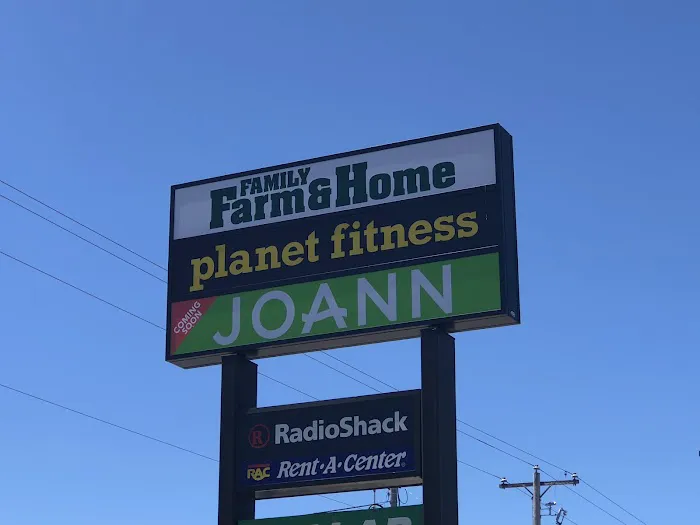 FAMILY
Farm & Home
planet fitness
COMING
SOON
JOANN
R RadioShack
RAC Rent-A-Center